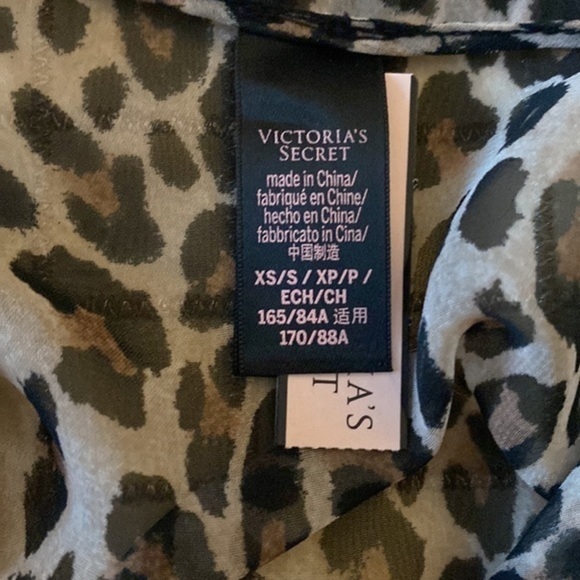 VICTORIA'S
SECRET
made in China/
fabriqué en Chine/
hecho en China/
fabbricato in Cina/
中国制造
XS/S / XP/P /
ECH/CH
165/84A 适用
170/88A
A'S
T